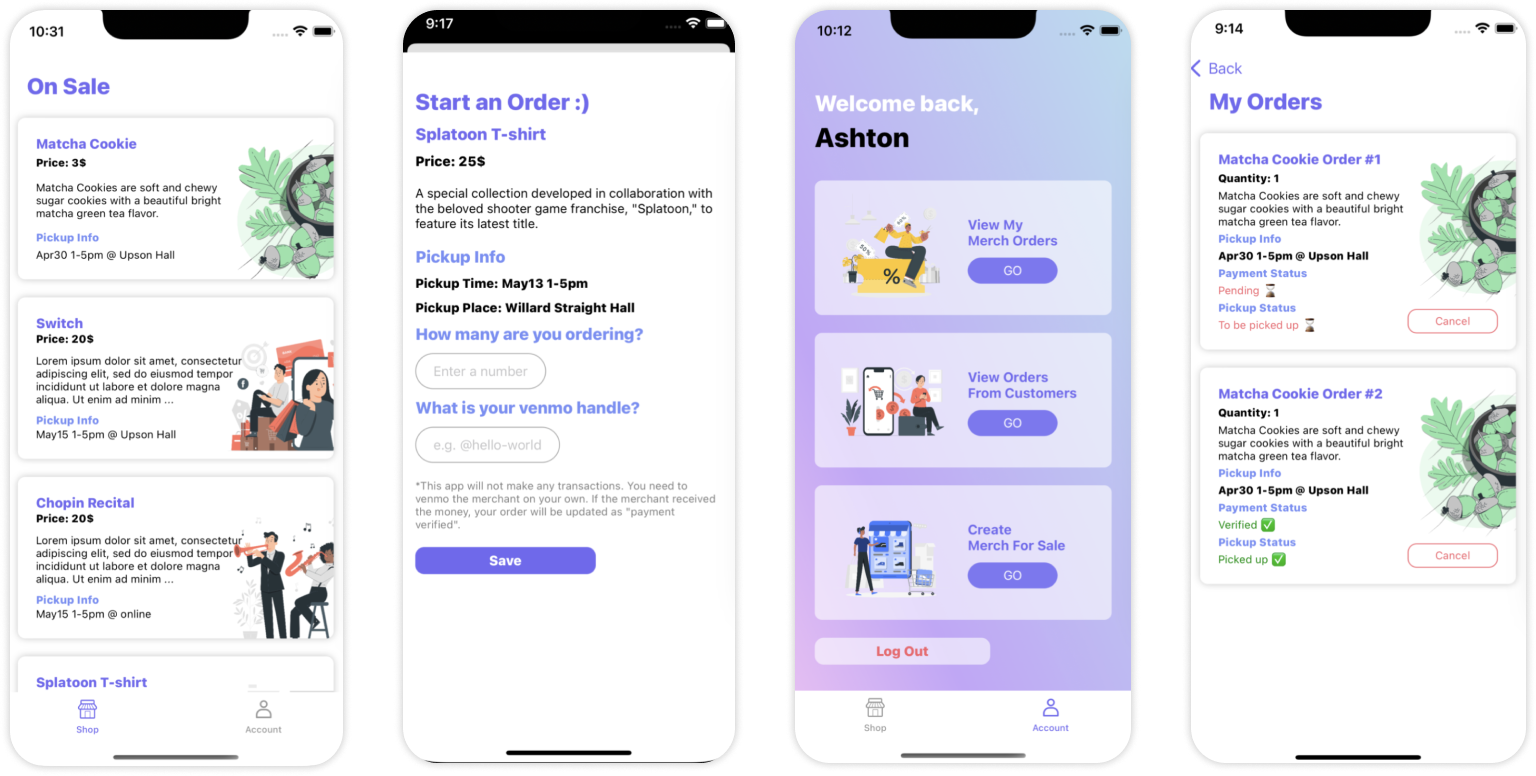 10:31
On Sale
Matcha Cookie
Price: 3$
Matcha Cookies are soft and chewy
sugar cookies with a beautiful bright
matcha green tea flavor.
Pickup Info
Apr30 1-5pm @ Upson Hall
Switch
Price: 20$
Lorem ipsum dolor sit amet, consectetur
adipiscing elit, sed do eiusmod tempor
incididunt ut labore et dolore magna
aliqua. Ut enim ad minim ...
Pickup Info
May15 1-5pm @ Upson Hall
Chopin Recital
Price: 20$
Lorem ipsum dolor sit amet, consectetur
adipiscing elit, sed do eiusmod tempor
incididunt ut labore et dolore magna
aliqua. Ut enim ad minim ...
Pickup Info
May15 1-5pm @ online
Splatoon T-shirt
Shop
Account
9:17
Start an Order :)
Splatoon T-shirt
Price: 25$
A special collection developed in collaboration with
the beloved shooter game franchise, "Splatoon," to
feature its latest title.
Pickup Info
Pickup Time: May13 1-5pm
Pickup Place: Willard Straight Hall
How many are you ordering?
Enter a number
What is your venmo handle?
e.g. @hello-world
*This app will not make any transactions. You need to
venmo the merchant on your own. If the merchant received
the money, your order will be updated as "payment
verified".
Save
10:12
Welcome back,
Ashton
50%
50%
%
View My
Merch Orders
GO
View Orders
From Customers
GO
Create
Merch For Sale
GO
Log Out
Shop
Account
9:14
Back
My Orders
Matcha Cookie Order #1
Quantity: 1
Matcha Cookies are soft and chewy
sugar cookies with a beautiful bright
matcha green tea flavor.
Pickup Info
Apr30 1-5pm @ Upson Hall
Payment Status
Pending ⌛
Pickup Status
To be picked up ⌛
Cancel
Matcha Cookie Order #2
Quantity: 1
Matcha Cookies are soft and chewy
sugar cookies with a beautiful bright
matcha green tea flavor.
Pickup Info
Apr30 1-5pm @ Upson Hall
Payment Status
Verified ✅
Pickup Status
Picked up ✅
Cancel